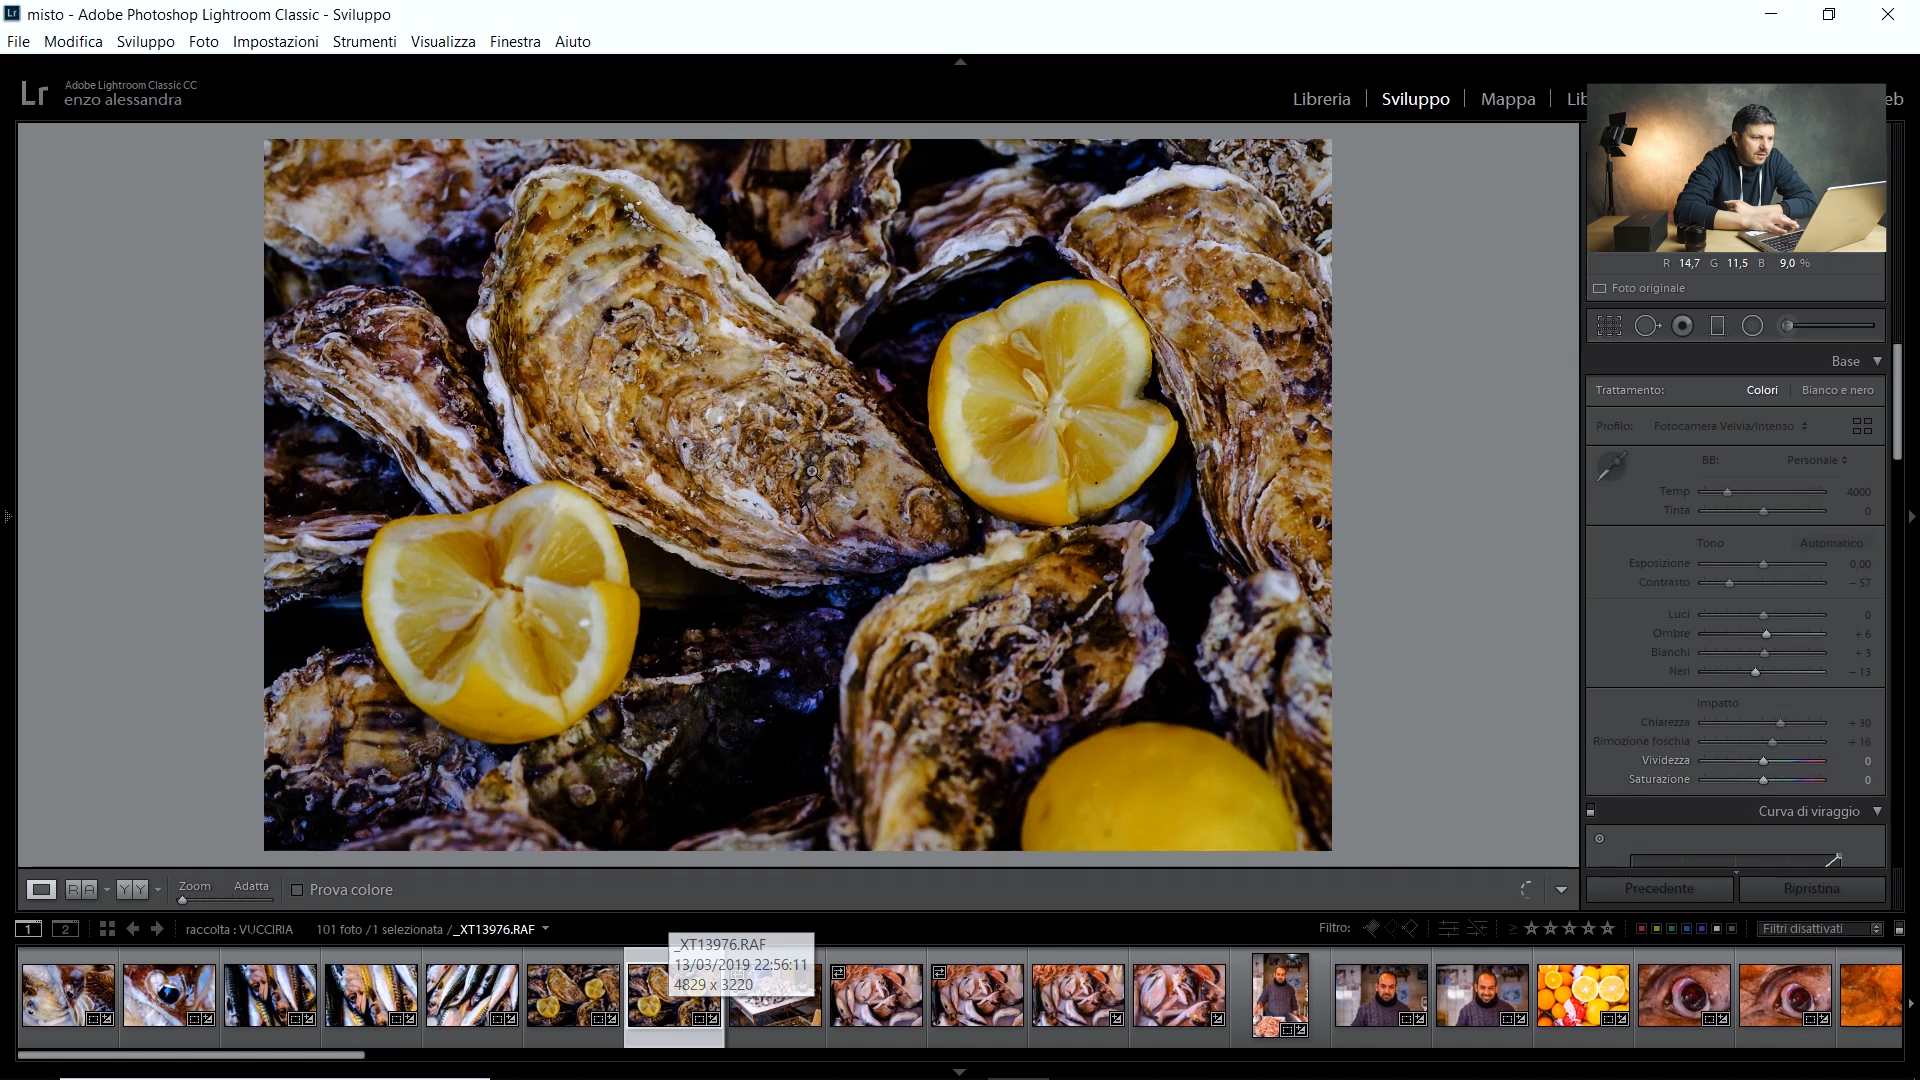 Lr misto - Adobe Photoshop Lightroom Classic - Sviluppo
File Modifica Sviluppo Foto Impostazioni Strumenti Visualizza Finestra Aiuto
Lr Adobe Lightroom Classic CC
enzo alessandra
Libreria | Sviluppo | Mappa | Lib eb
R 14,7 G 11,5 B 9,0 %
Foto originale
Base
Trattamento: Colori | Bianco e nero
Profilo: Fotocamera Velvia/Intenso
BB: Personale
Temp 4000
Tinta 0
Tono Automatico
Esposizione 0,00
Contrasto - 57
Luci 0
Ombre + 6
Bianchi + 3
Neri - 13
Impatto
Chiarezza + 30
Rimozione foschia + 16
Vividezza 0
Saturazione 0
Curva di viraggio
R A Y Y Zoom Adatta Prova colore
Precedente Ripristina
1 2 raccolta : VUCCIRIA 101 foto /1 selezionata /_XT13976.RAF Filtro: ≥ Filtri disattivati
_XT13976.RAF
13/03/2019 22:56:11
4829 x 3220